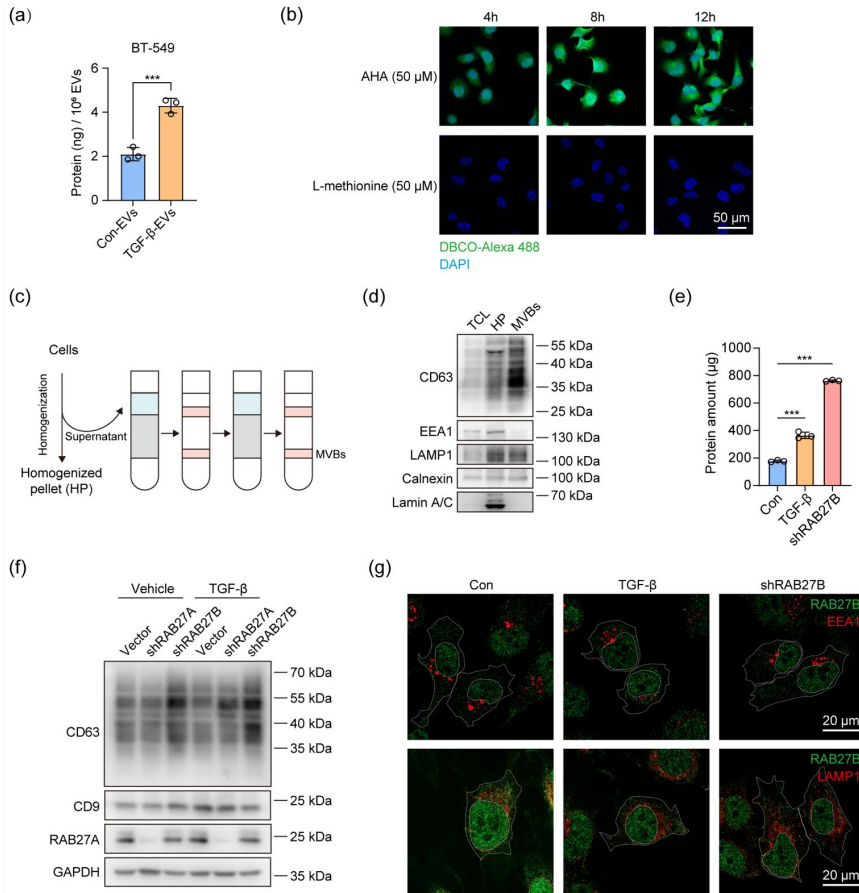 (a)
BT-549
***
Protein (ng) / 10⁶ EVs
6
4
2
0
Con-EVs
TGF-β-EVs
(b)
4h
8h
12h
AHA (50 μM)
L-methionine (50 μM)
50 μm
DBCO-Alexa 488
DAPI
(c)
Cells
Homogenization
Supernatant
Homogenized
pellet (HP)
MVBs
(d)
TCL
HP
MVBs
CD63
55 kDa
40 kDa
35 kDa
25 kDa
EEA1
130 kDa
LAMP1
100 kDa
Calnexin
100 kDa
70 kDa
Lamin A/C
(e)
Protein amount (μg)
1000
800
600
400
200
0
***
***
Con
TGF-β
shRAB27B
(f)
Vehicle
TGF-β
Vector
shRAB27A
shRAB27B
Vector
shRAB27A
shRAB27B
CD63
70 kDa
55 kDa
40 kDa
35 kDa
CD9
25 kDa
RAB27A
25 kDa
GAPDH
35 kDa
(g)
Con
TGF-β
shRAB27B
RAB27B
EEA1
20 μm
RAB27B
LAMP1
20 μm